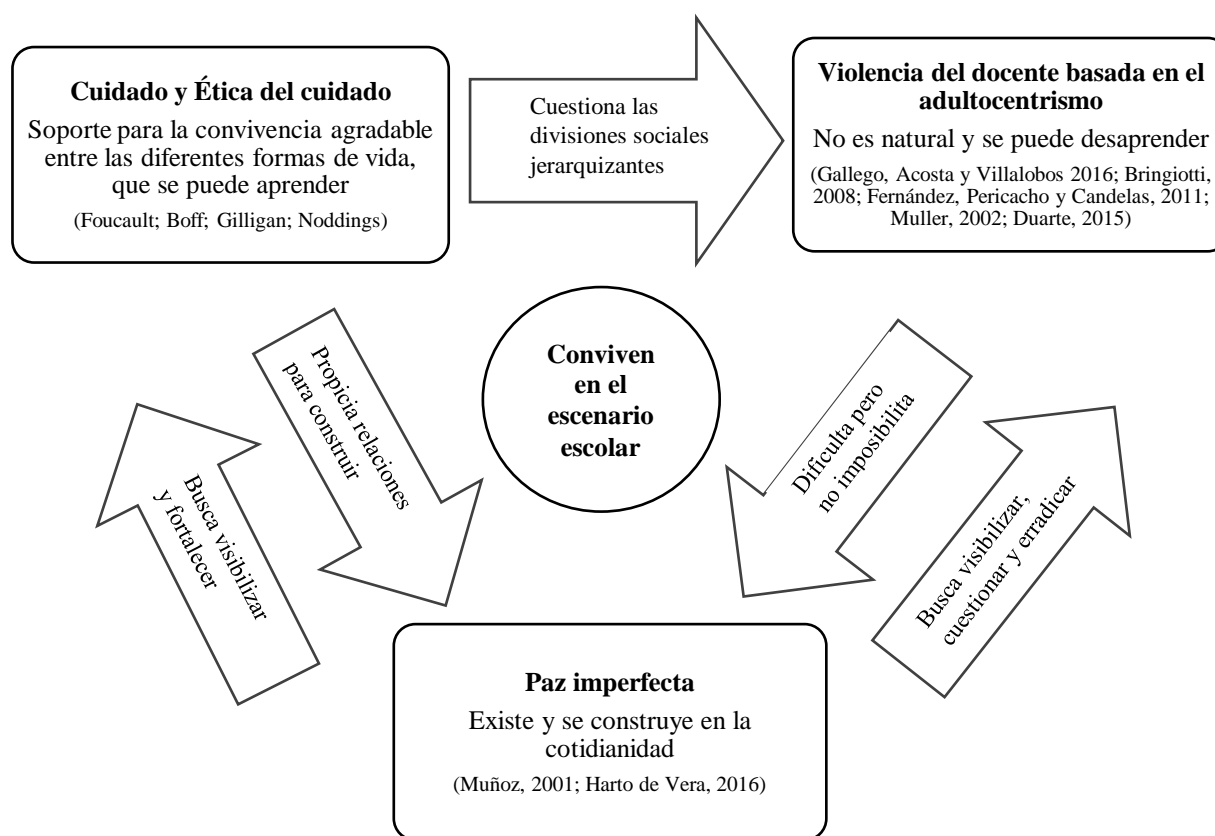 Cuidado y Ética del cuidado
Soporte para la convivencia agradable
entre las diferentes formas de vida,
que se puede aprender
(Foucault; Boff; Gilligan; Noddings)
Cuestiona las
divisiones sociales
jerarquizantes
Violencia del docente basada en el
adultocentrismo
No es natural y se puede desaprender
(Gallego, Acosta y Villalobos 2016; Bringiotti,
2008; Fernández, Pericacho y Candelas, 2011;
Muller, 2002; Duarte, 2015)
Propicia relaciones
para construir
Busca visibilizar
y fortalecer
Conviven
en el
escenario
escolar
Dificulta pero
no imposibilita
Busca visibilizar,
cuestionar y erradicar
Paz imperfecta
Existe y se construye en la
cotidianidad
(Muñoz, 2001; Harto de Vera, 2016)